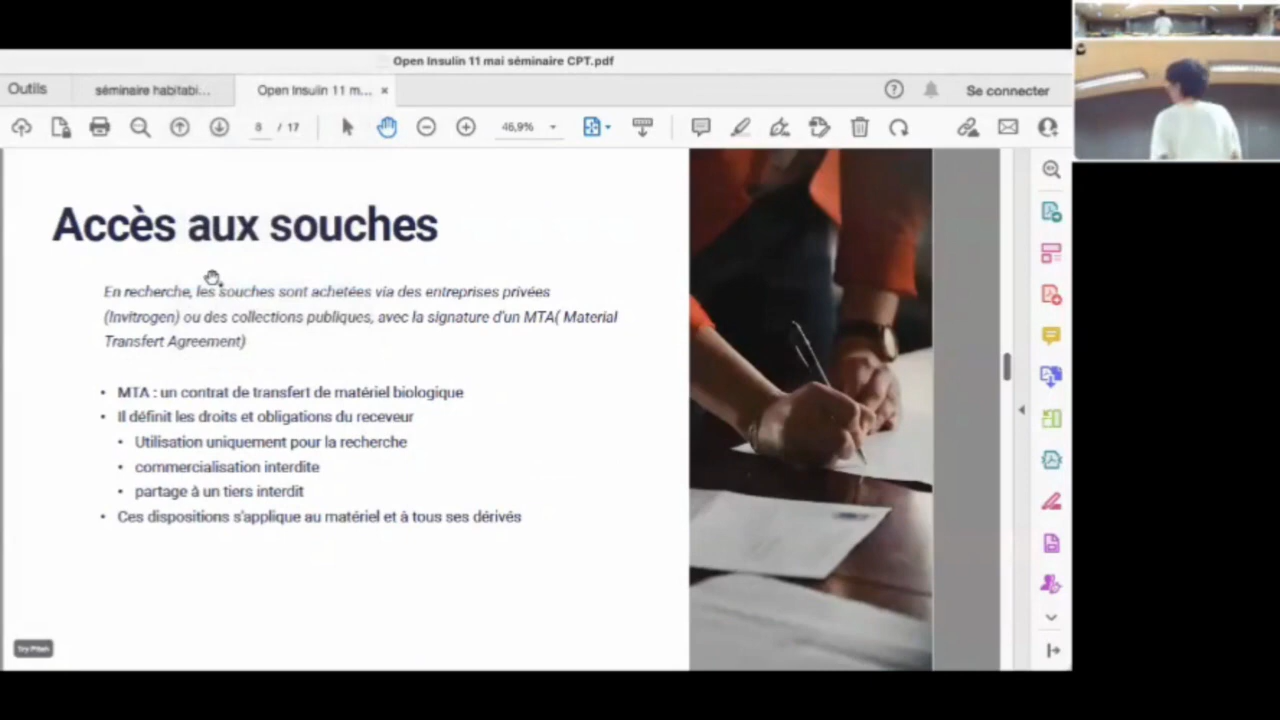 Open Insulin 11 mai séminaire CPT.pdf
Outils
séminaire habitabi...
Open Insulin 11 m...
Se connecter
8 / 17
46,9%
Accès aux souches
En recherche, les souches sont achetées via des entreprises privées
(Invitrogen) ou des collections publiques, avec la signature d'un MTA( Material
Transfert Agreement)
• MTA : un contrat de transfert de matériel biologique
• Il définit les droits et obligations du receveur
• Utilisation uniquement pour la recherche
• commercialisation interdite
• partage à un tiers interdit
• Ces dispositions s'applique au matériel et à tous ses dérivés
Try Pitch